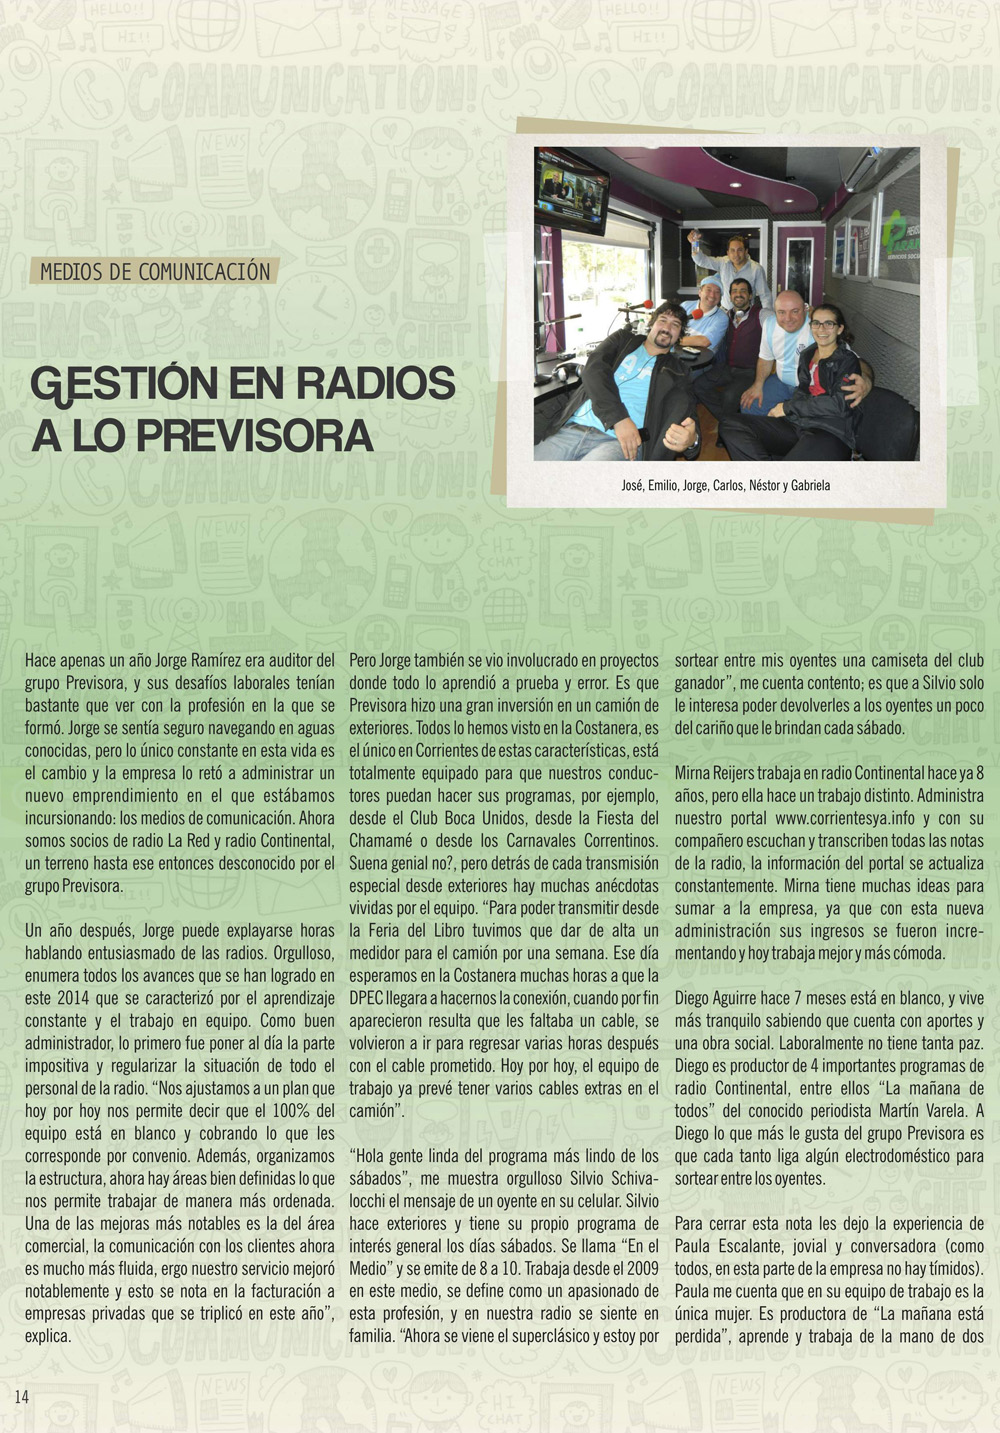 MEDIOS DE COMUNICACIÓN
GESTIÓN EN RADIOS
A LO PREVISORA
José, Emilio, Jorge, Carlos, Néstor y Gabriela
Hace apenas un año Jorge Ramírez era auditor del
grupo Previsora, y sus desafíos laborales tenían
bastante que ver con la profesión en la que se
formó. Jorge se sentía seguro navegando en aguas
conocidas, pero lo único constante en esta vida es
el cambio y la empresa lo retó a administrar un
nuevo emprendimiento en el que estábamos
incursionando: los medios de comunicación. Ahora
somos socios de radio La Red y radio Continental,
un terreno hasta ese entonces desconocido por el
grupo Previsora.
Un año después, Jorge puede explayarse horas
hablando entusiasmado de las radios. Orgulloso,
enumera todos los avances que se han logrado en
este 2014 que se caracterizó por el aprendizaje
constante y el trabajo en equipo. Como buen
administrador, lo primero fue poner al día la parte
impositiva y regularizar la situación de todo el
personal de la radio. “Nos ajustamos a un plan que
hoy por hoy nos permite decir que el 100% del
equipo está en blanco y cobrando lo que les
corresponde por convenio. Además, organizamos
la estructura, ahora hay áreas bien definidas lo que
nos permite trabajar de manera más ordenada.
Una de las mejoras más notables es la del área
comercial, la comunicación con los clientes ahora
es mucho más fluida, ergo nuestro servicio mejoró
notablemente y esto se nota en la facturación a
empresas privadas que se triplicó en este año”,
explica.
Pero Jorge también se vio involucrado en proyectos
donde todo lo aprendió a prueba y error. Es que
Previsora hizo una gran inversión en un camión de
exteriores. Todos lo hemos visto en la Costanera, es
el único en Corrientes de estas características, está
totalmente equipado para que nuestros conduc-
tores puedan hacer sus programas, por ejemplo,
desde el Club Boca Unidos, desde la Fiesta del
Chamamé o desde los Carnavales Correntinos.
Suena genial no?, pero detrás de cada transmisión
especial desde exteriores hay muchas anécdotas
vividas por el equipo. “Para poder transmitir desde
la Feria del Libro tuvimos que dar de alta un
medidor para el camión por una semana. Ese día
esperamos en la Costanera muchas horas a que la
DPEC llegara a hacernos la conexión, cuando por fin
aparecieron resulta que les faltaba un cable, se
volvieron a ir para regresar varias horas después
con el cable prometido. Hoy por hoy, el equipo de
trabajo ya prevé tener varios cables extras en el
camión”.
“Hola gente linda del programa más lindo de los
sábados”, me muestra orgulloso Silvio Schiva-
locchi el mensaje de un oyente en su celular. Silvio
hace exteriores y tiene su propio programa de
interés general los días sábados. Se llama “En el
Medio” y se emite de 8 a 10. Trabaja desde el 2009
en este medio, se define como un apasionado de
esta profesión, y en nuestra radio se siente en
familia. “Ahora se viene el superclásico y estoy por
sortear entre mis oyentes una camiseta del club
ganador”, me cuenta contento; es que a Silvio solo
le interesa poder devolverles a los oyentes un poco
del cariño que le brindan cada sábado.
Mirna Reijers trabaja en radio Continental hace ya 8
años, pero ella hace un trabajo distinto. Administra
nuestro portal www.corrientesya.info y con su
compañero escuchan y transcriben todas las notas
de la radio, la información del portal se actualiza
constantemente. Mirna tiene muchas ideas para
sumar a la empresa, ya que con esta nueva
administración sus ingresos se fueron incre-
mentando y hoy trabaja mejor y más cómoda.
Diego Aguirre hace 7 meses está en blanco, y vive
más tranquilo sabiendo que cuenta con aportes y
una obra social. Laboralmente no tiene tanta paz.
Diego es productor de 4 importantes programas de
radio Continental, entre ellos “La mañana de
todos” del conocido periodista Martín Varela. A
Diego lo que más le gusta del grupo Previsora es
que cada tanto liga algún electrodoméstico para
sortear entre los oyentes.
Para cerrar esta nota les dejo la experiencia de
Paula Escalante, jovial y conversadora (como
todos, en esta parte de la empresa no hay tímidos).
Paula me cuenta que en su equipo de trabajo es la
única mujer. Es productora de “La mañana está
perdida”, aprende y trabaja de la mano de dos
14